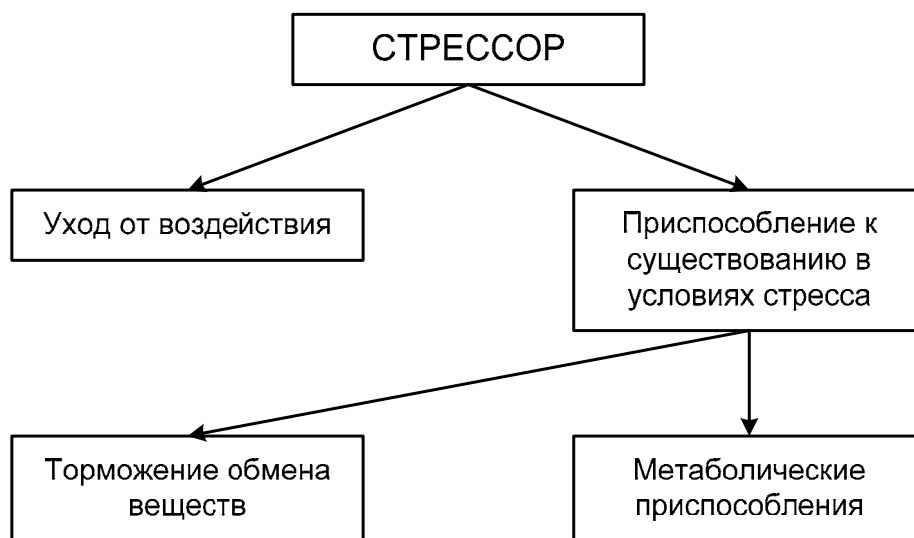 СТРЕССОР
Уход от воздействия
Приспособление к
существованию в
условиях стресса
Торможение обмена
веществ
Метаболические
приспособления